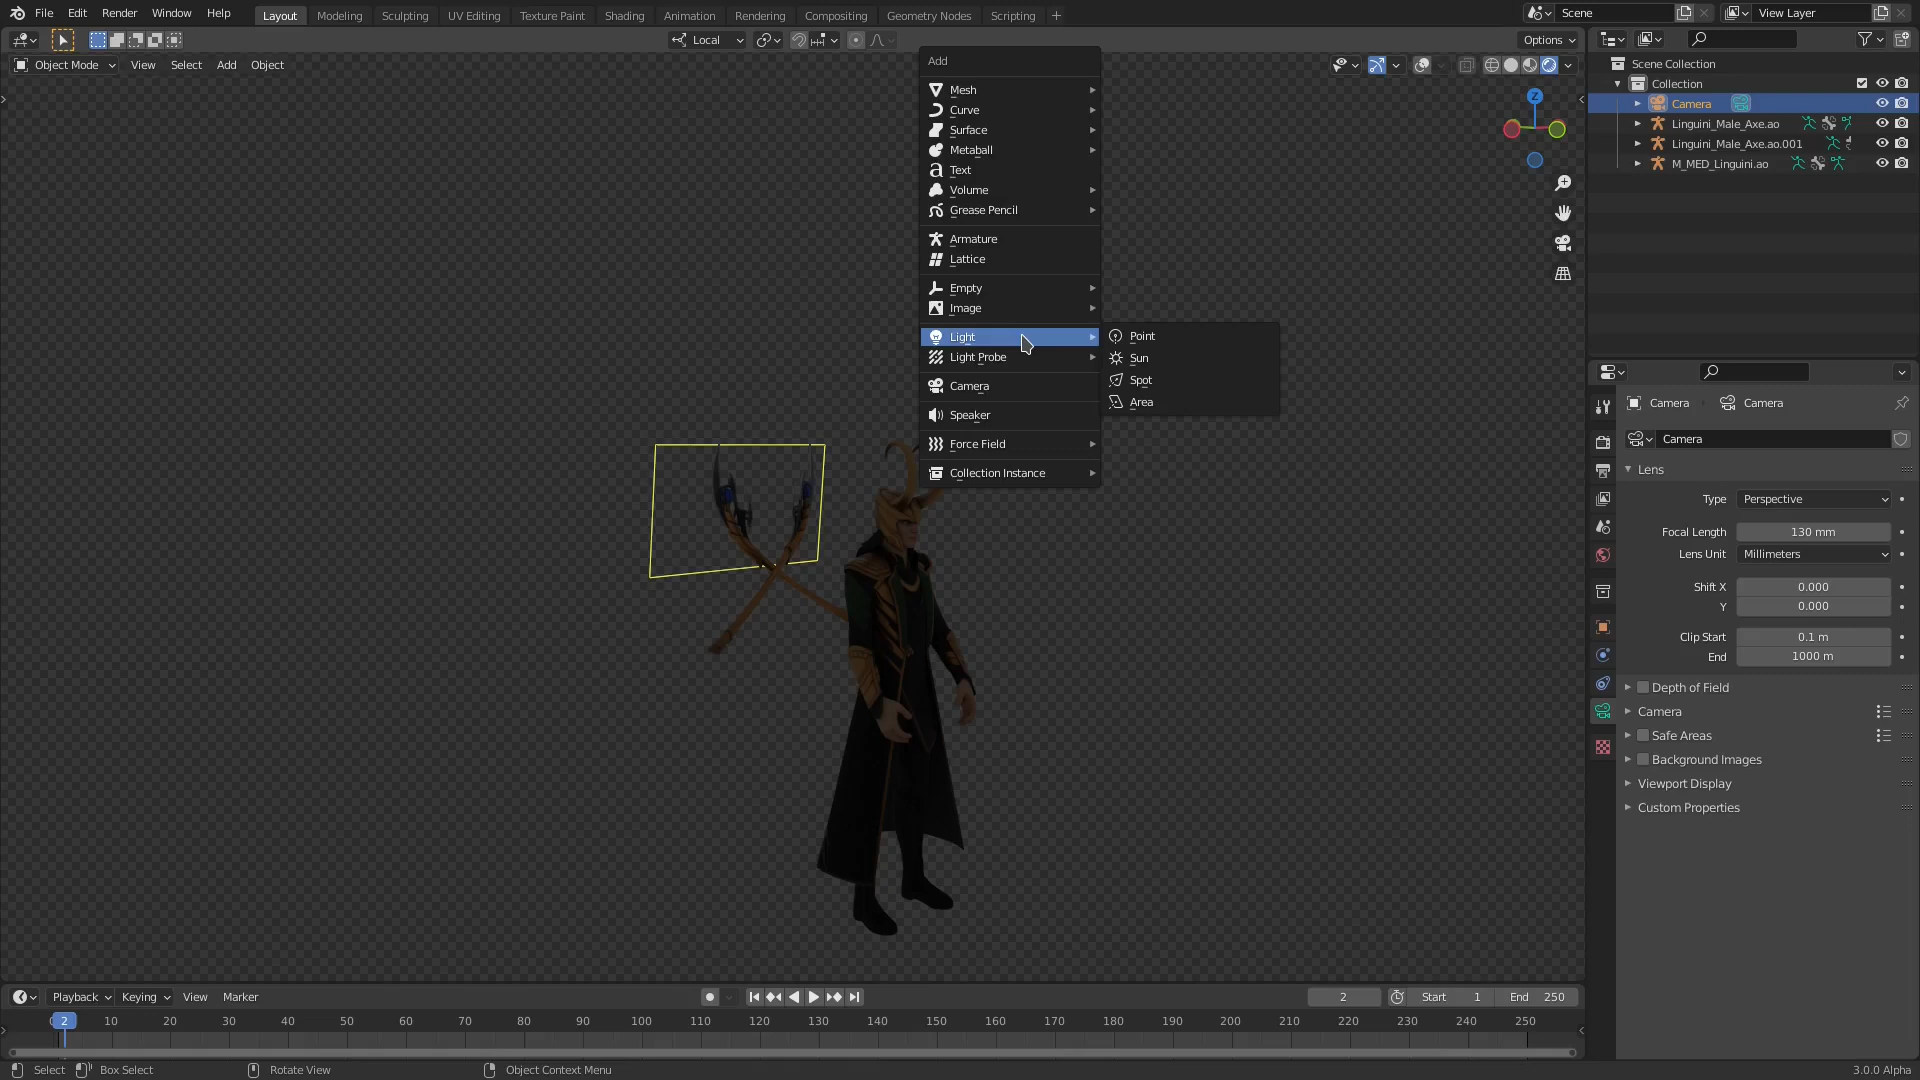 File Edit Render Window Help Layout Modeling Sculpting UV Editing Texture Paint Shading Animation Rendering Compositing Geometry Nodes Scripting + Scene View Layer
Local Options
Object Mode View Select Add Object
Add
Mesh
Curve
Surface
Metaball
Text
Volume
Grease Pencil
Armature
Lattice
Empty
Image
Light
Light Probe
Camera
Speaker
Force Field
Collection Instance
Point
Sun
Spot
Area
Z
Scene Collection
Collection
Camera
Linguini_Male_Axe.ao
Linguini_Male_Axe.ao.001
M_MED_Linguini.ao
Camera Camera
Camera
Lens
Type Perspective
Focal Length 130 mm
Lens Unit Millimeters
Shift X 0.000
Y 0.000
Clip Start 0.1 m
End 1000 m
Depth of Field
Camera
Safe Areas
Background Images
Viewport Display
Custom Properties
Playback Keying View Marker 2 Start 1 End 250
2 10 20 30 40 50 60 70 80 90 100 110 120 130 140 150 160 170 180 190 200 210 220 230 240 250
Select Box Select Rotate View Object Context Menu 3.0.0 Alpha